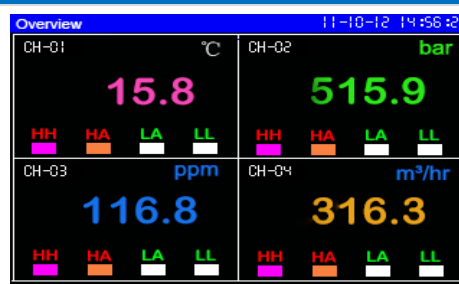 Overview 11-10-12 14:56:2
CH-01 °C CH-02 bar
15.8 515.9
HH HA LA LL HH HA LA LL
CH-03 ppm CH-04 m³/hr
116.8 316.3
HH HA LA LL HH HA LA LL